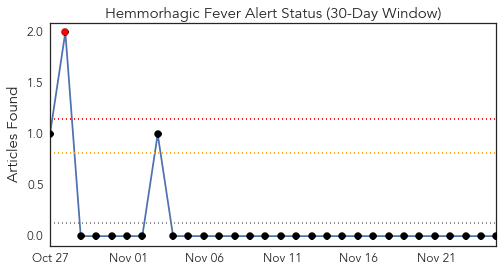 Hemmorhagic Fever Alert Status (30-Day Window)
Articles Found
2.0
1.5
1.0
0.5
0.0
Oct 27 Nov 01 Nov 06 Nov 11 Nov 16 Nov 21